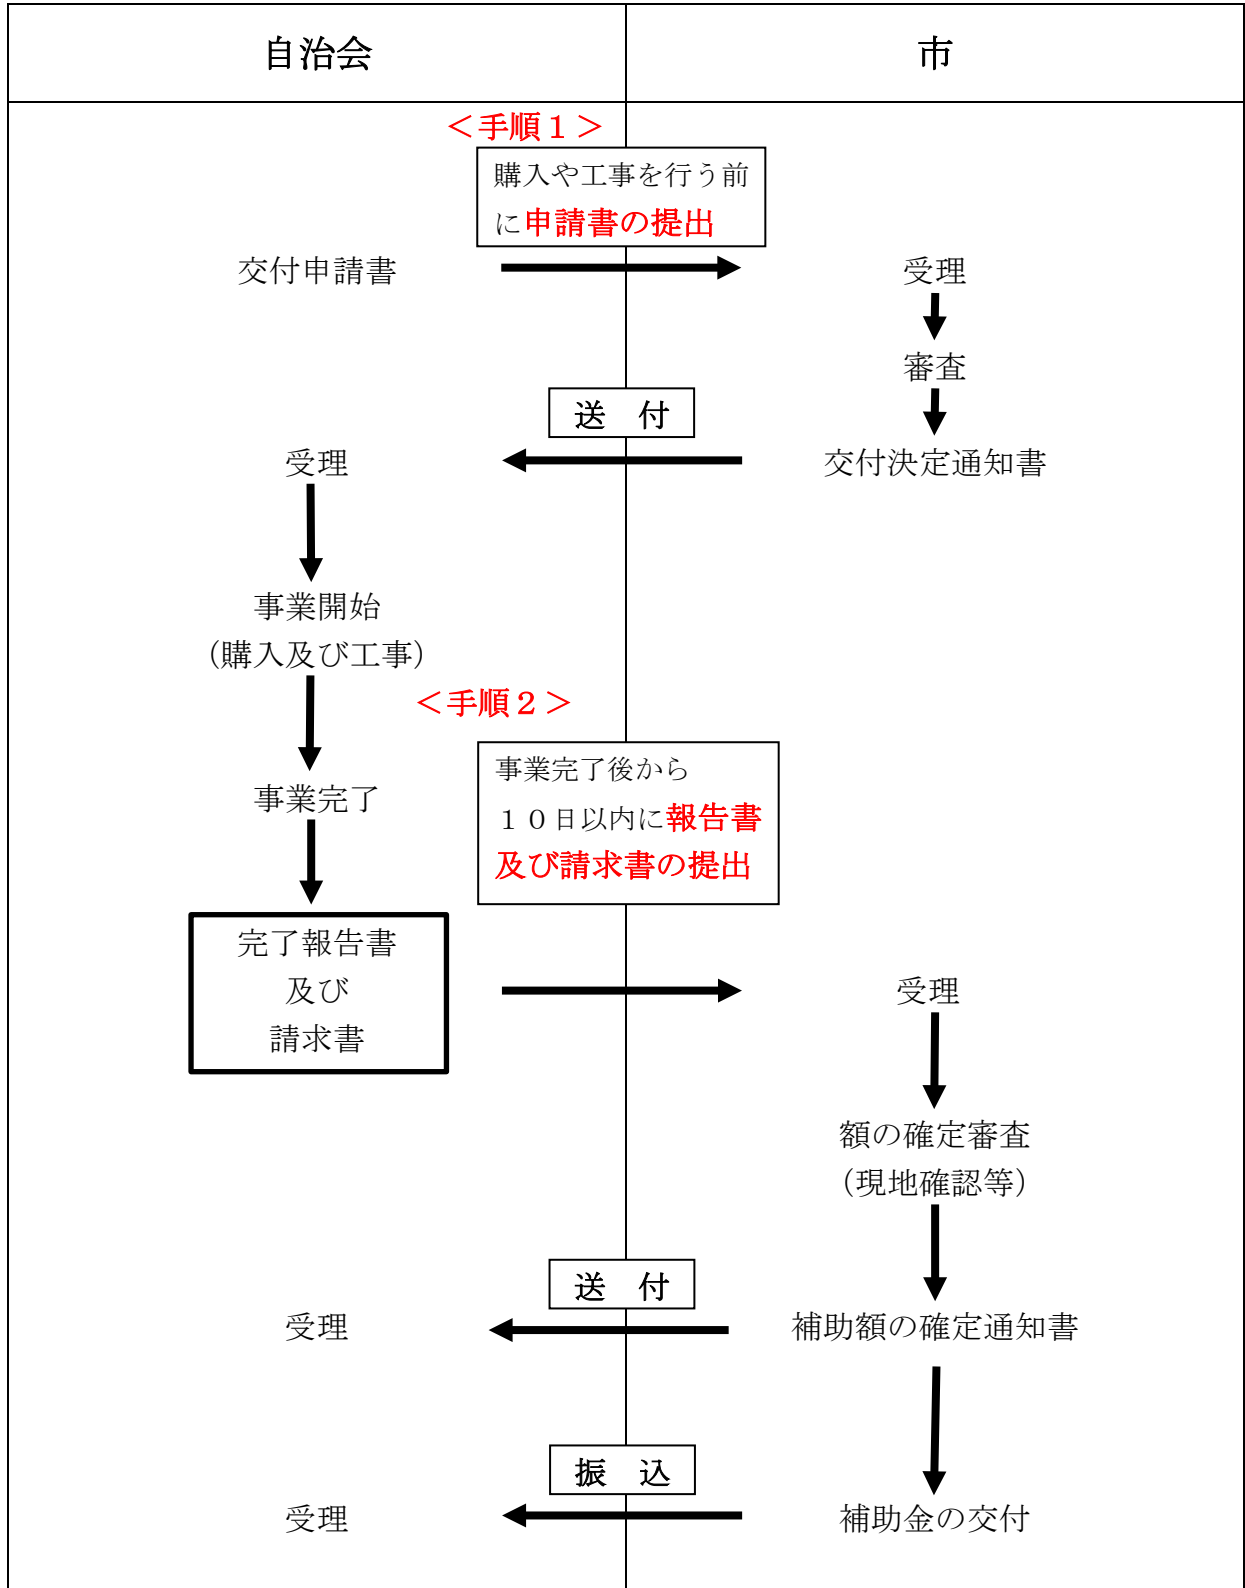 自治会
市
＜手順１＞
購入や工事を行う前
に申請書の提出
交付申請書
受理
審査
送　付
受理
交付決定通知書
事業開始
（購入及び工事）
＜手順２＞
事業完了後から
１０日以内に報告書
及び請求書の提出
事業完了
完了報告書
及び
請求書
受理
額の確定審査
（現地確認等）
送　付
受理
補助額の確定通知書
振　込
受理
補助金の交付